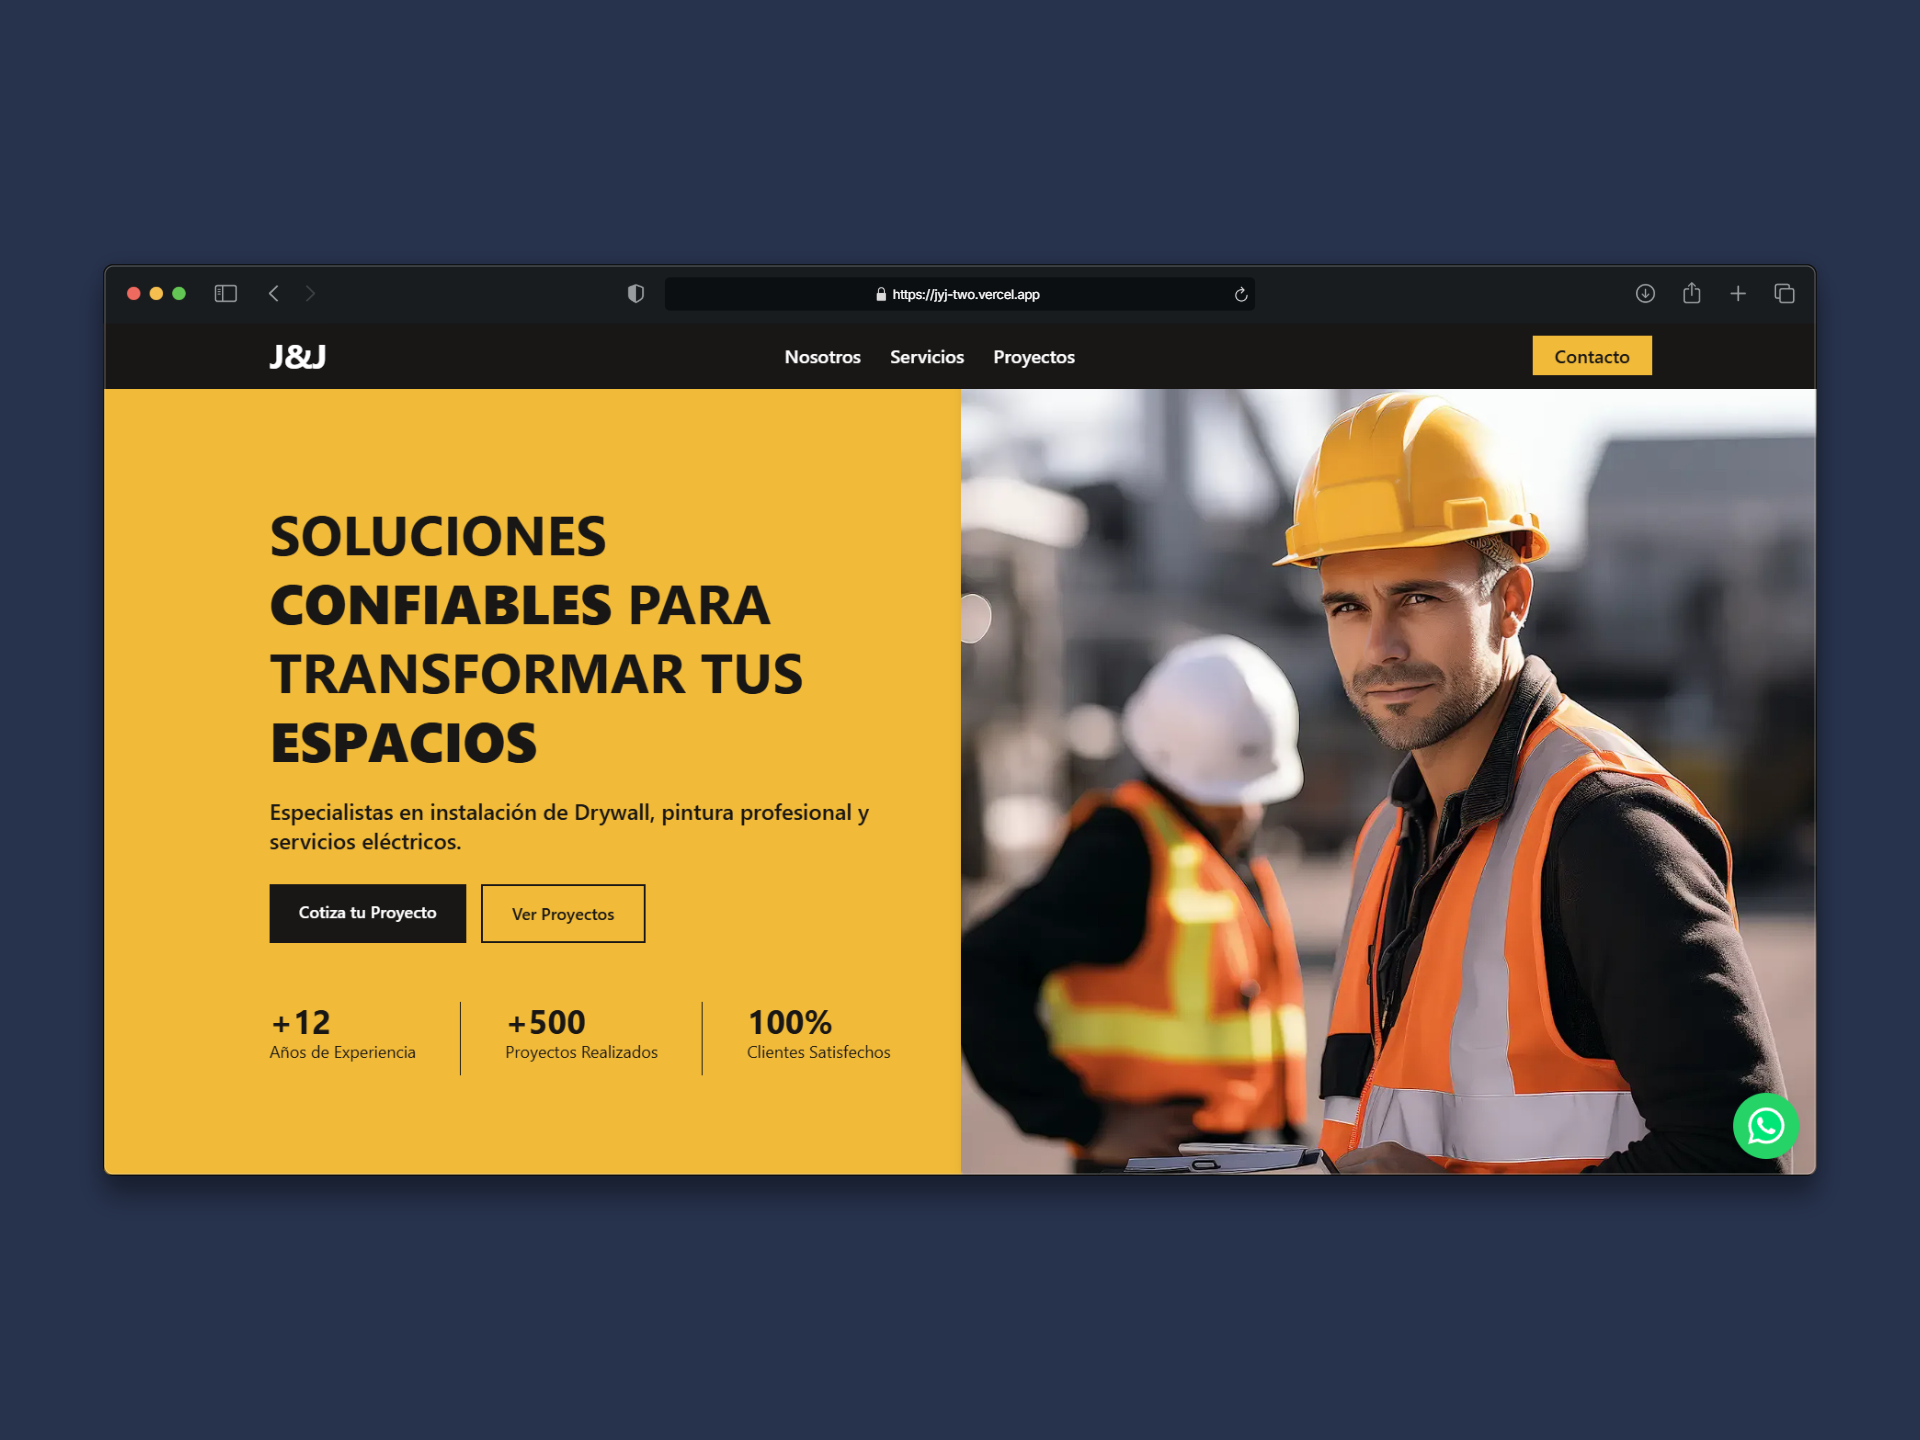 https://jyj-two.vercel.app
J&J
Nosotros Servicios Proyectos
Contacto
SOLUCIONES
CONFIABLES PARA
TRANSFORMAR TUS
ESPACIOS
Especialistas en instalación de Drywall, pintura profesional y
servicios eléctricos.
Cotiza tu Proyecto
Ver Proyectos
+12
Años de Experiencia
+500
Proyectos Realizados
100%
Clientes Satisfechos